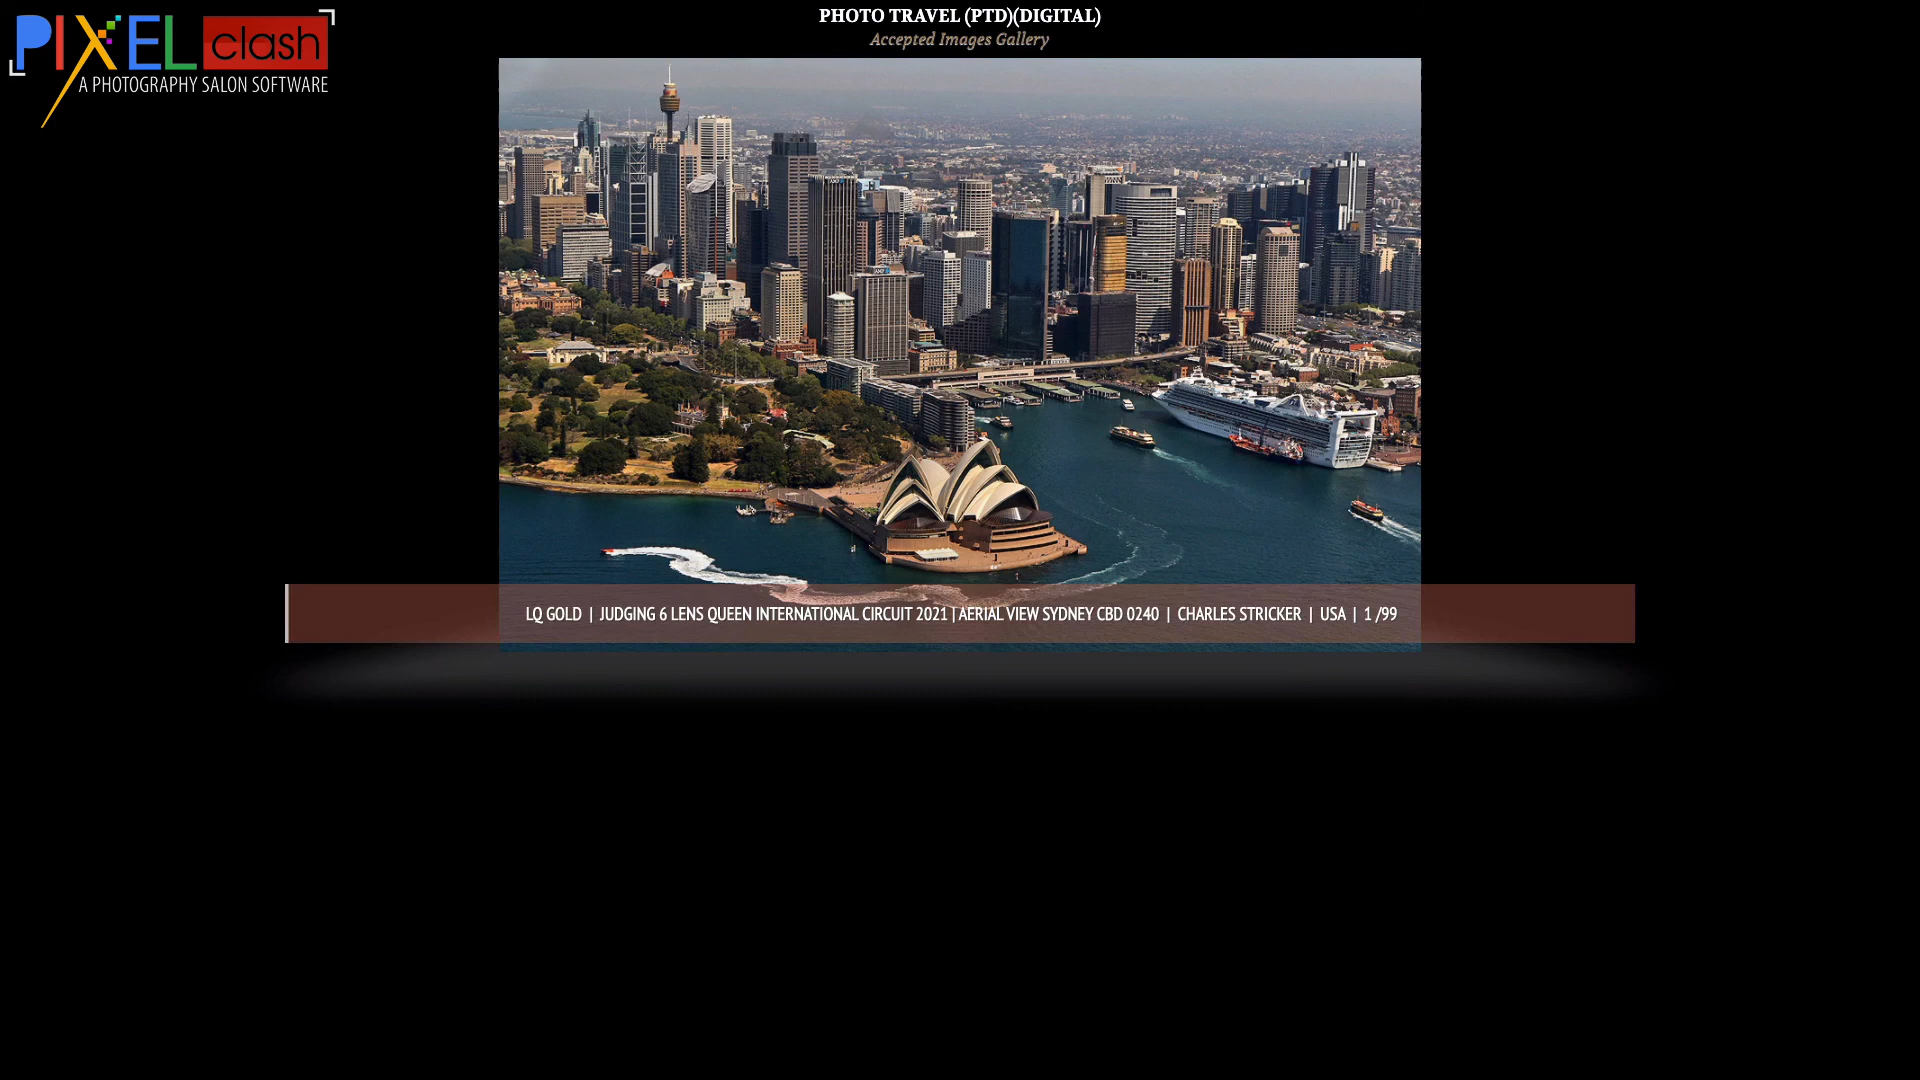 PIXEL clash
A PHOTOGRAPHY SALON SOFTWARE
PHOTO TRAVEL (PTD)(DIGITAL)
Accepted Images Gallery
LQ GOLD | JUDGING 6 LENS QUEEN INTERNATIONAL CIRCUIT 2021 | AERIAL VIEW SYDNEY CBD 0240 | CHARLES STRICKER | USA | 1 /99